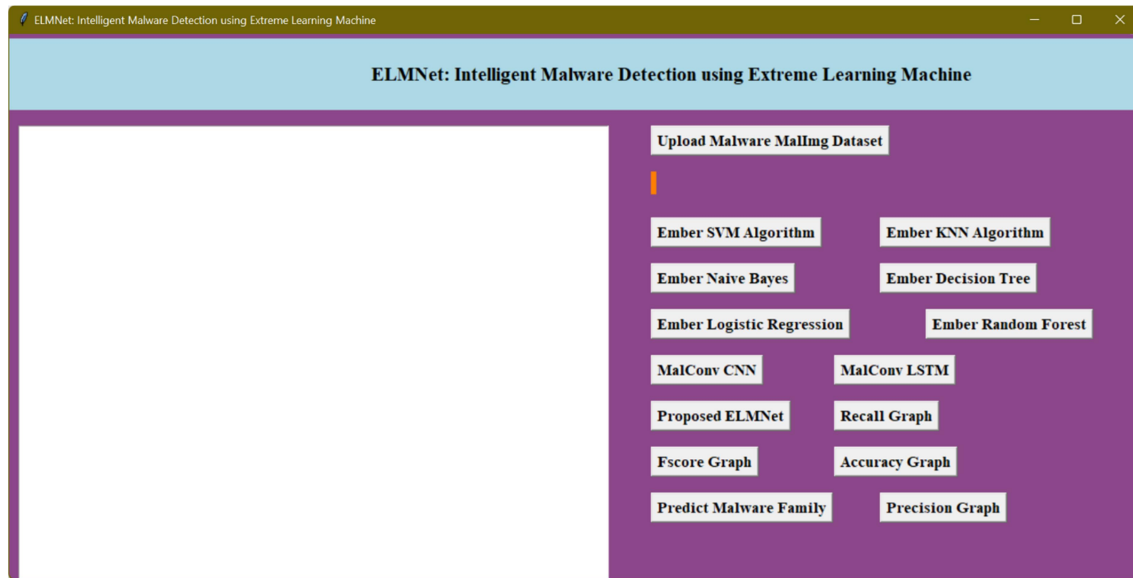 ELMNet: Intelligent Malware Detection using Extreme Learning Machine
ELMNet: Intelligent Malware Detection using Extreme Learning Machine
Upload Malware MalImg Dataset
Ember SVM Algorithm Ember KNN Algorithm
Ember Naive Bayes Ember Decision Tree
Ember Logistic Regression Ember Random Forest
MalConv CNN MalConv LSTM
Proposed ELMNet Recall Graph
Fscore Graph Accuracy Graph
Predict Malware Family Precision Graph